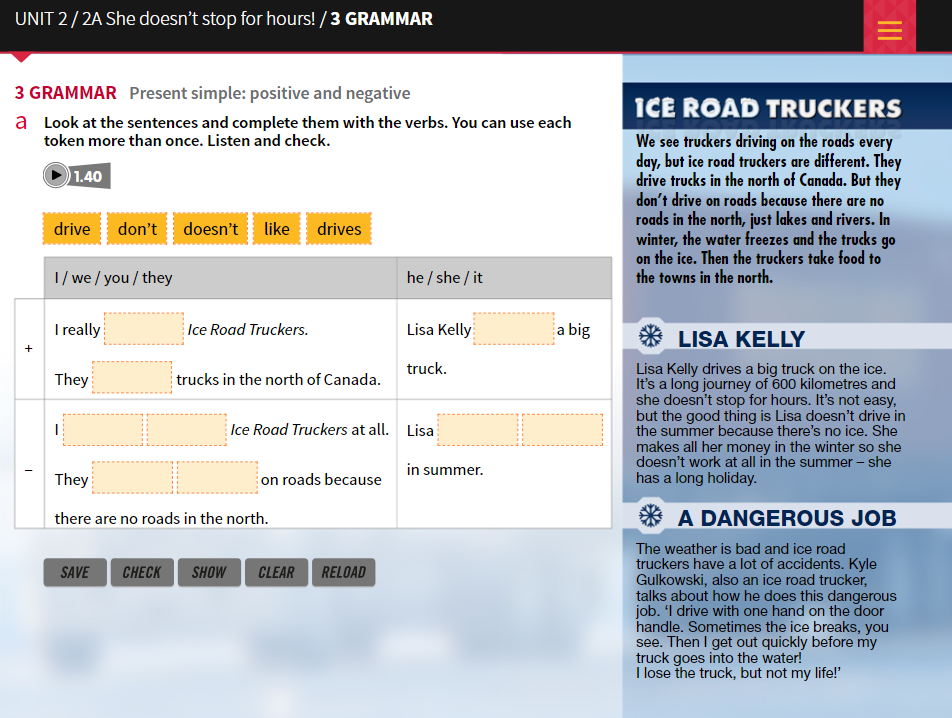 UNIT 2 / 2A She doesn't stop for hours! / 3 GRAMMAR
3 GRAMMAR Present simple: positive and negative
a Look at the sentences and complete them with the verbs. You can use each
token more than once. Listen and check.
1.40
drive don't doesn't like drives
I / we / you / they he / she / it
+
I really Ice Road Truckers.
They trucks in the north of Canada.
Lisa Kelly a big
truck.
–
I Ice Road Truckers at all.
They on roads because
there are no roads in the north.
Lisa
in summer.
SAVE CHECK SHOW CLEAR RELOAD
ICE ROAD TRUCKERS
We see truckers driving on the roads every
day, but ice road truckers are different. They
drive trucks in the north of Canada. But they
don't drive on roads because there are no
roads in the north, just lakes and rivers. In
winter, the water freezes and the trucks go
on the ice. Then the truckers take food to
the towns in the north.
LISA KELLY
Lisa Kelly drives a big truck on the ice.
It's a long journey of 600 kilometres and
she doesn't stop for hours. It's not easy,
but the good thing is Lisa doesn't drive in
the summer because there's no ice. She
makes all her money in the winter so she
doesn't work at all in the summer – she
has a long holiday.
A DANGEROUS JOB
The weather is bad and ice road
truckers have a lot of accidents. Kyle
Gulkowski, also an ice road trucker,
talks about how he does this dangerous
job. 'I drive with one hand on the door
handle. Sometimes the ice breaks, you
see. Then I get out quickly before my
truck goes into the water!
I lose the truck, but not my life!'